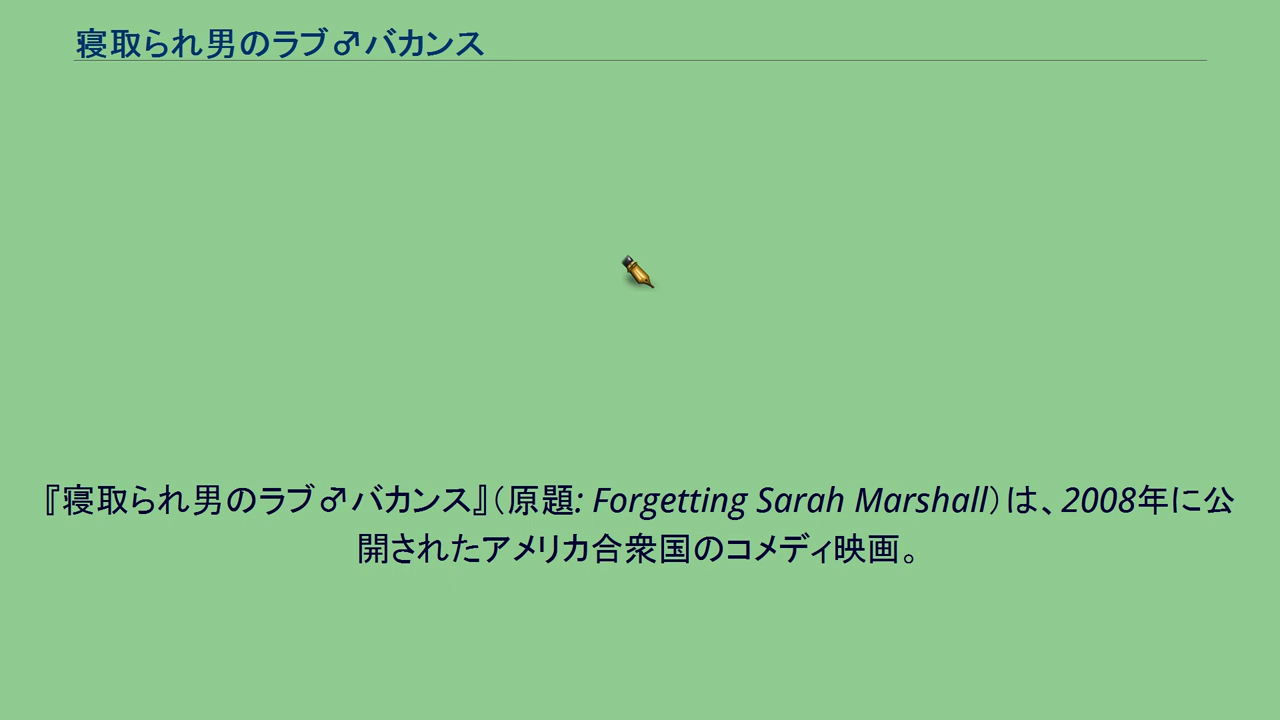 寝取られ男のラブ♂バカンス
『寝取られ男のラブ♂バカンス』（原題: Forgetting Sarah Marshall）は、2008年に公
開されたアメリカ合衆国のコメディ映画。